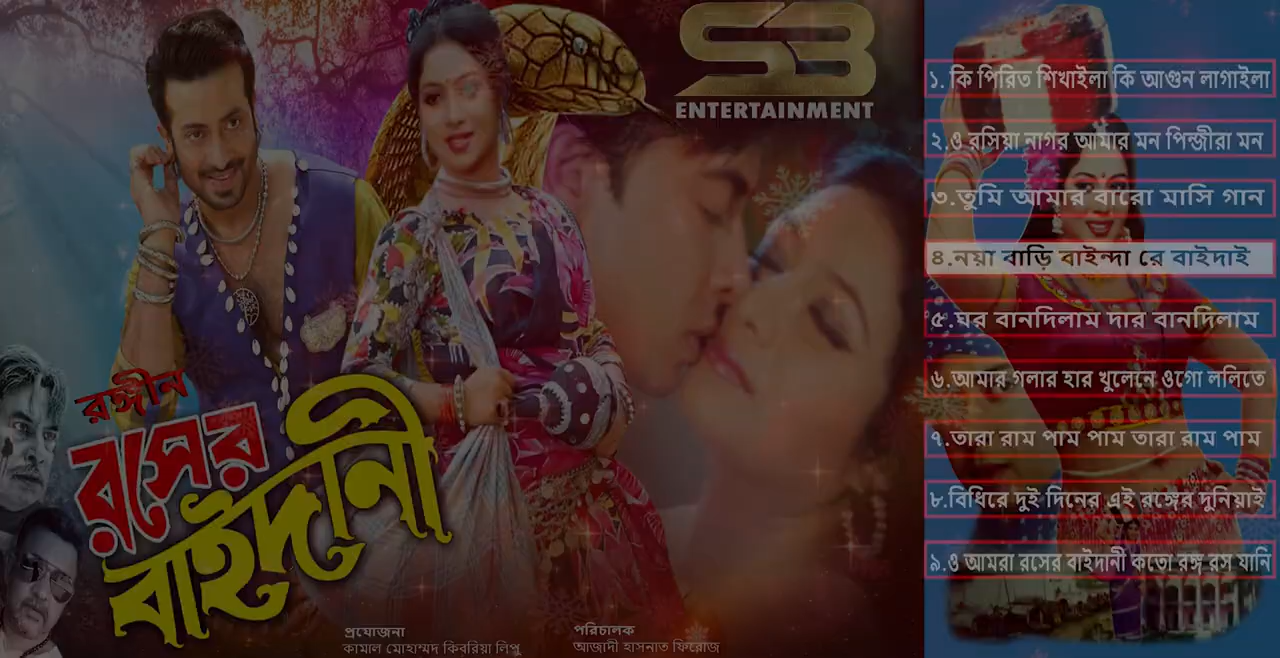 SB
ENTERTAINMENT
রঙ্গীন
রসের
বাইদানী
প্রযোজনা
কামাল মোহাম্মদ কিবরিয়া লিপু
পরিচালক
আজাদী হাসনাত ফিরোজ
১. কি পিরিত শিখাইলা কি আগুন লাগাইলা
২.ও রসিয়া নাগর আমার মন পিন্জীরা মন
৩.তুমি আমার বারো মাসি গান
৪.নয়া বাড়ি বাইন্দা রে বাইদাই
৫.ঘর বানদিলাম দার বানদিলাম
৬.আমার গলার হার খুলেনে ওগো ললিতে
৭.তারা রাম পাম পাম তারা রাম পাম
৮.বিধিরে দুই দিনের এই রঙ্গের দুনিয়াই
৯.ও আমরা রসের বাইদানী কতো রঙ্গ রস যানি